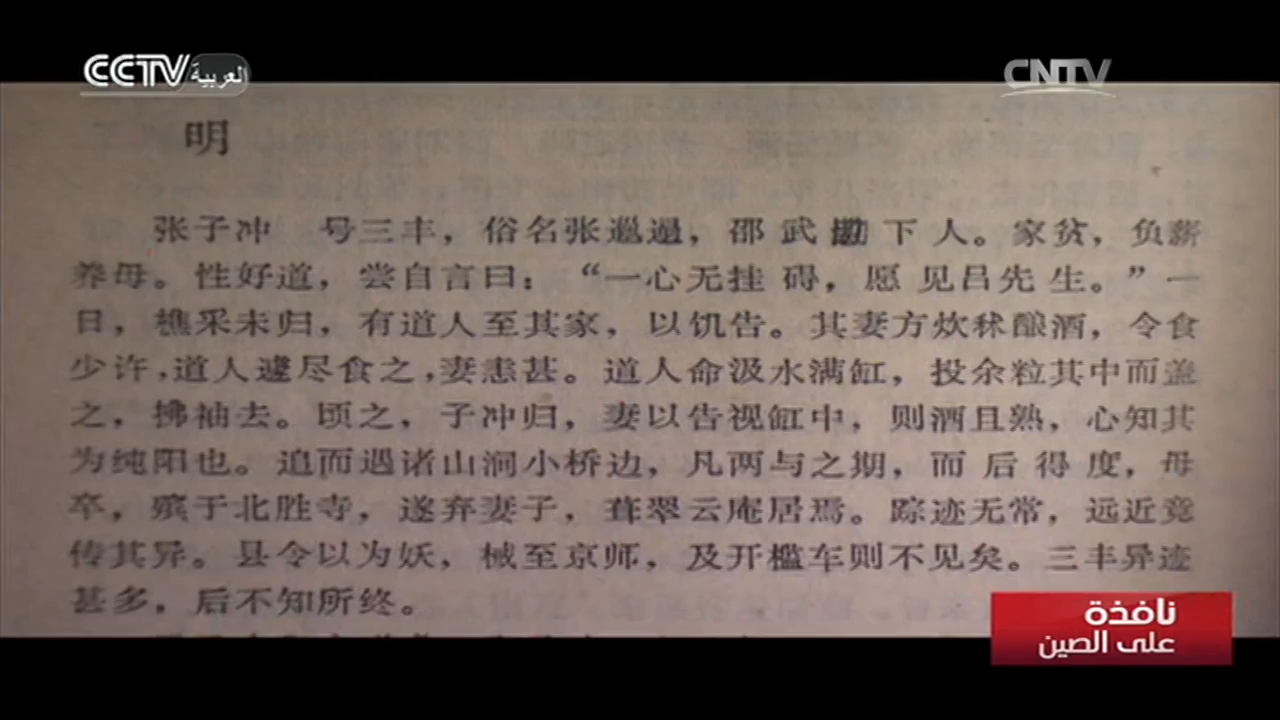 CCTV العربية
CNTV
明
张子冲 号三丰，俗名张邋遢，邵武勘下人。家贫，负薪
养母。性好道，尝自言曰：“一心无挂碍，愿见吕先生。”一
日，樵采未归，有道人至其家，以饥告。其妻方炊秫酿酒，令食
少许，道人遽尽食之，妻恚甚。道人命汲水满缸，投余粒其中而盖
之，拂袖去。顷之，子冲归，妻以告视缸中，则酒且熟，心知其
为纯阳也。追而遇诸山涧小桥边，凡两与之期，而后得度，母
卒，殡于北胜寺，遂弃妻子，葺翠云庵居焉。踪迹无常，远近竞
传其异。县令以为妖，械至京师，及开槛车则不见矣。三丰异迹
甚多，后不知所终。
نافذة
على الصين